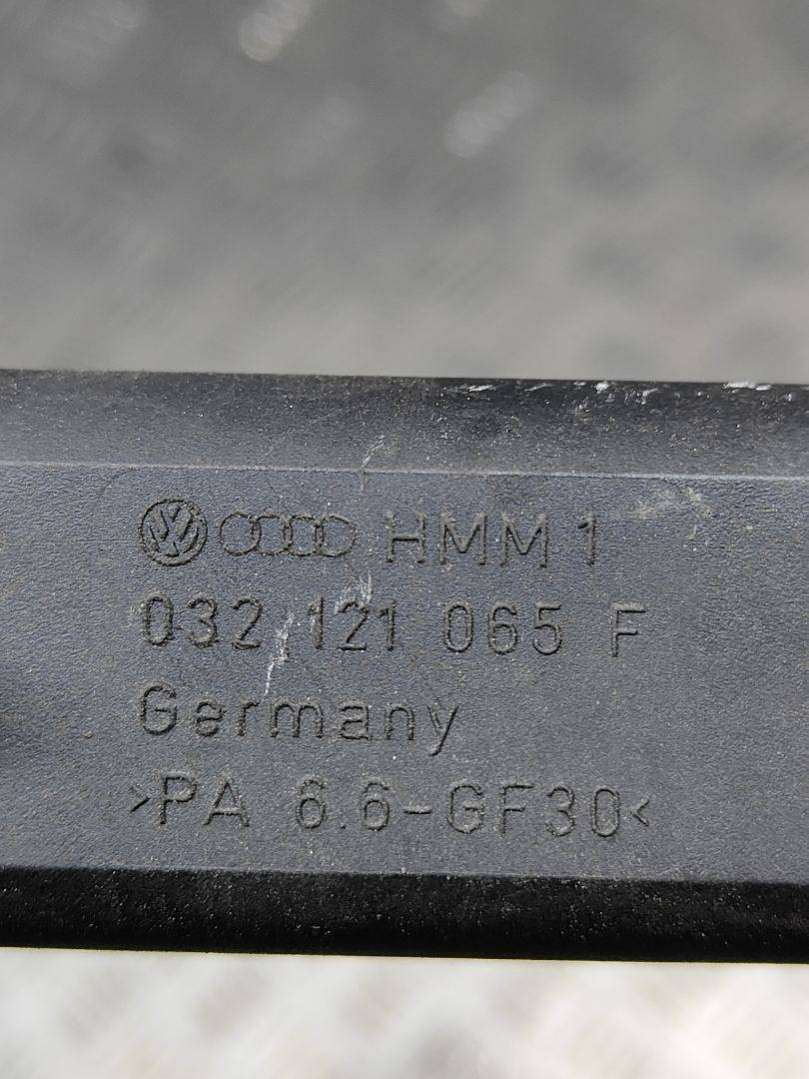 HMM 1
032 121 065 F
Germany
>PA 6.6-GF30<